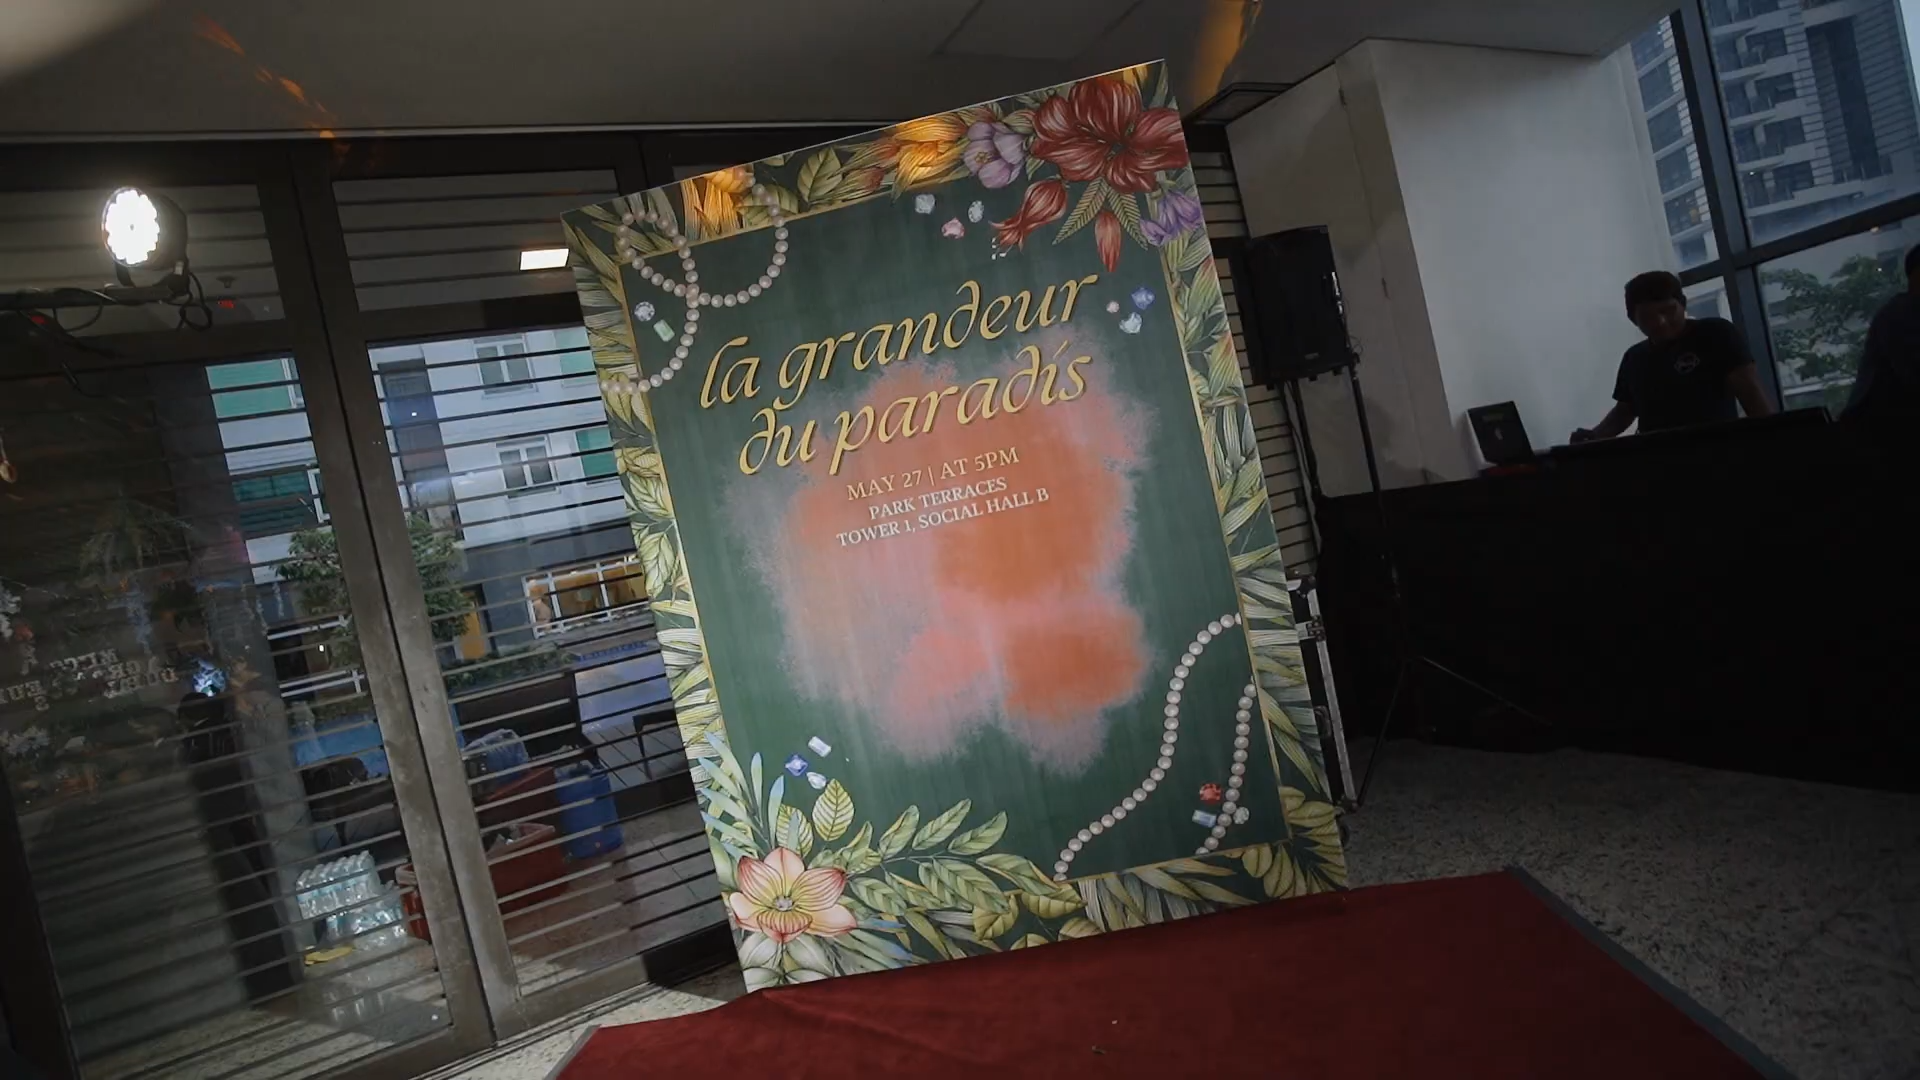 la grandeur
du paradis
MAY 27 | AT 5PM
PARK TERRACES
TOWER 1, SOCIAL HALL B